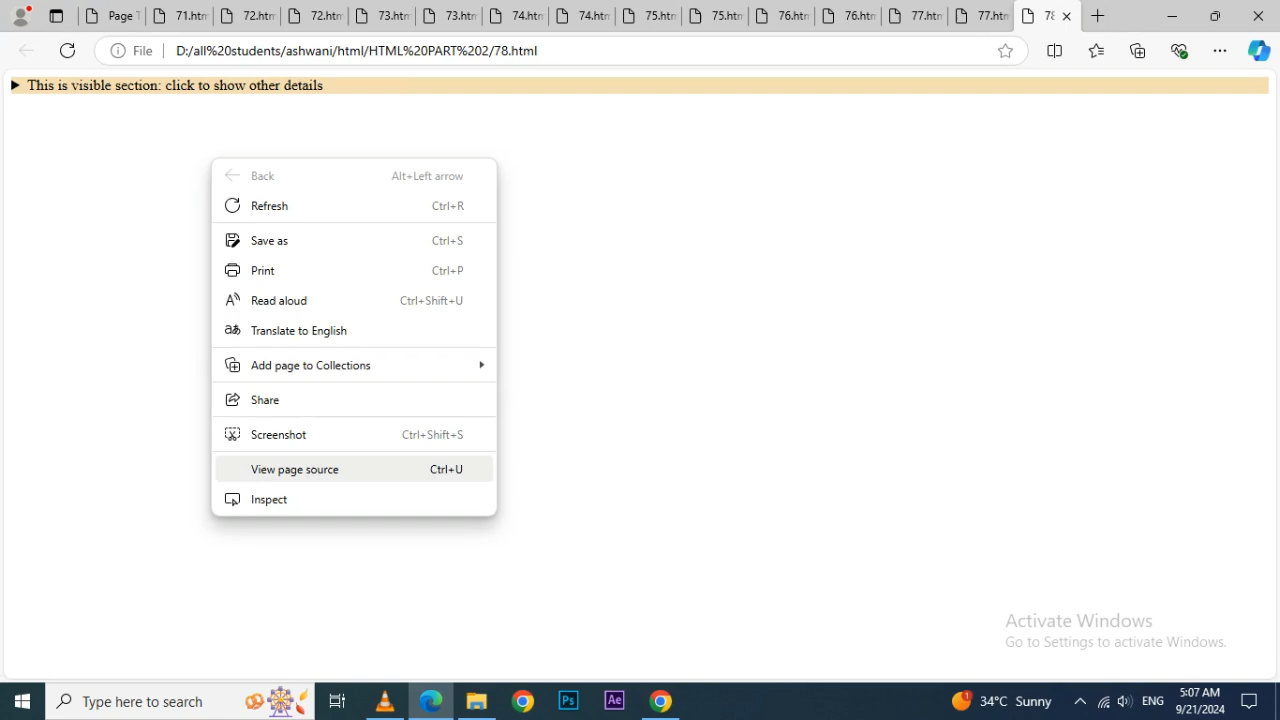 Page T
71.htm
72.htm
72.htm
73.htm
73.htm
74.htm
74.htm
75.htm
75.htm
76.htm
76.htm
77.htm
77.htm
78
File
D:/all%20students/ashwani/html/HTML%20PART%202/78.html
This is visible section: click to show other details
Back Alt+Left arrow
Refresh Ctrl+R
Save as Ctrl+S
Print Ctrl+P
Read aloud Ctrl+Shift+U
Translate to English
Add page to Collections
Share
Screenshot Ctrl+Shift+S
View page source Ctrl+U
Inspect
Activate Windows
Go to Settings to activate Windows.
Type here to search
Ps
Ae
1
34°C Sunny
ENG
5:07 AM
9/21/2024